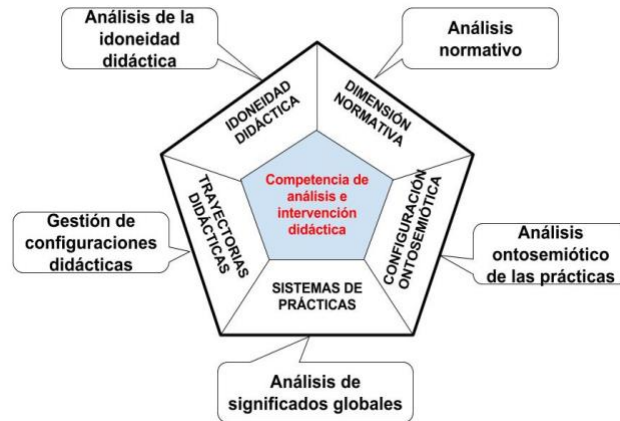 Análisis de la
idoneidad
didáctica
Análisis
normativo
IDONEIDAD
DIDÁCTICA
DIMENSIÓN
NORMATIVA
Competencia de
análisis e
intervención
didáctica
TRAYECTORIAS
DIDÁCTICAS
CONFIGURACIÓN
ONTOSEMIÓTICA
Gestión de
configuraciones
didácticas
Análisis
ontosemiótico
de las prácticas
SISTEMAS DE
PRÁCTICAS
Análisis de
significados globales